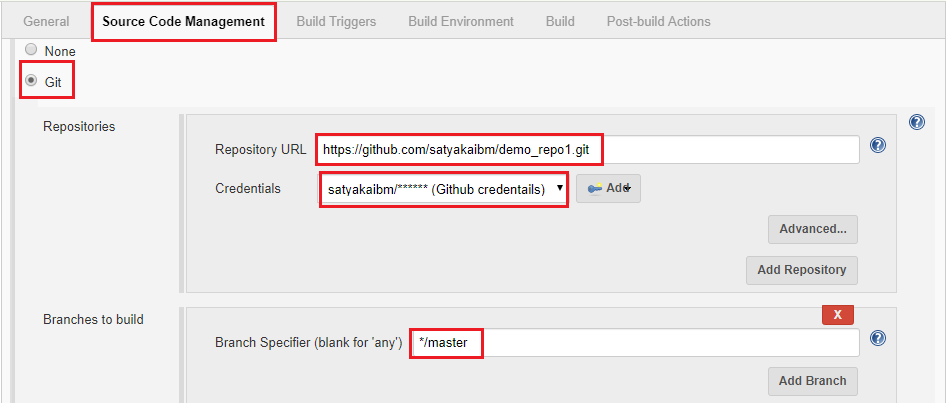 General Source Code Management Build Triggers Build Environment Build Post-build Actions
None
Git
Repositories
?
Repository URL https://github.com/satyakaibm/demo_repo1.git ?
Credentials satyakaibm/****** (Github credentails) Add
Advanced...
Add Repository
Branches to build
X
Branch Specifier (blank for 'any') */master ?
Add Branch